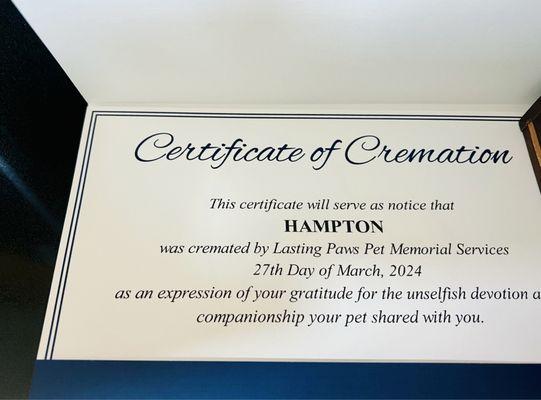 Certificate of Cremation
This certificate will serve as notice that
HAMPTON
was cremated by Lasting Paws Pet Memorial Services
27th Day of March, 2024
as an expression of your gratitude for the unselfish devotion
companionship your pet shared with you.